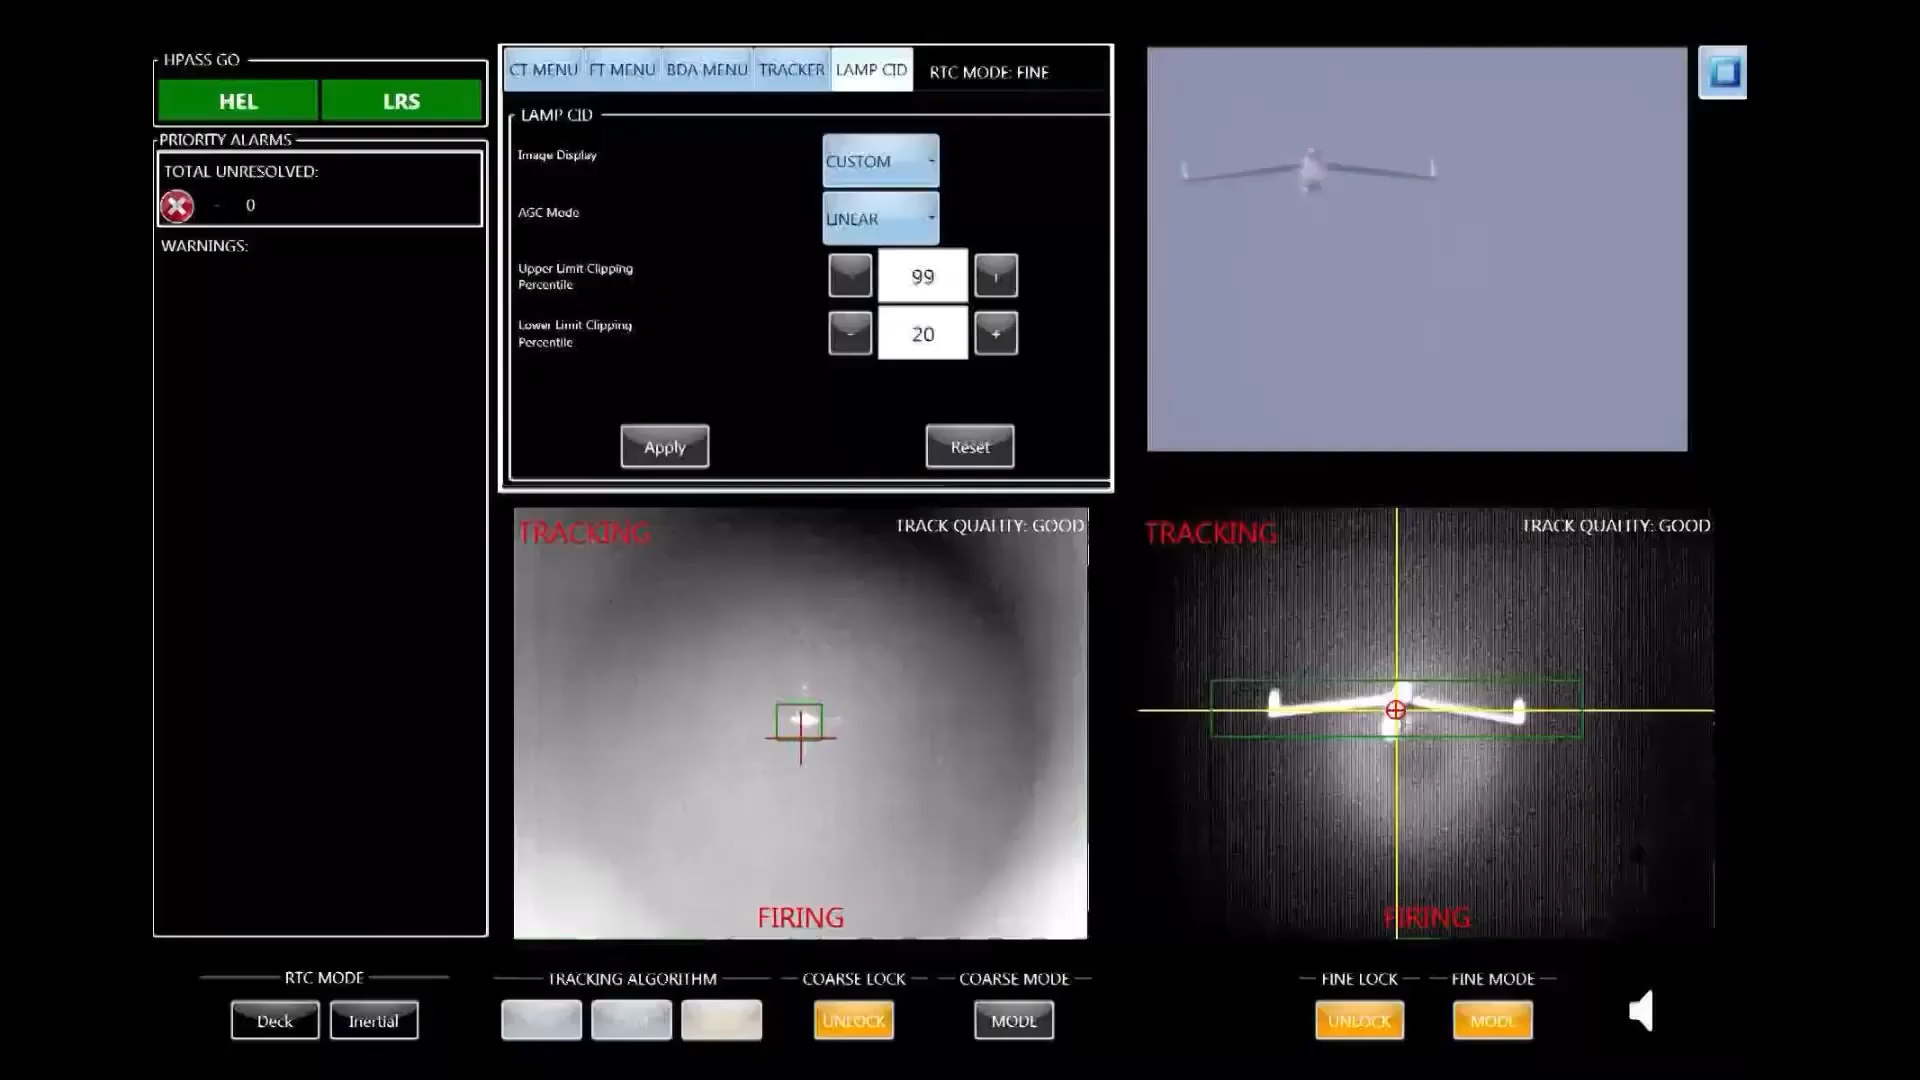 HPASS GO
HEL
LRS
PRIORITY ALARMS
TOTAL UNRESOLVED:
- 0
WARNINGS:
CT MENU
FT MENU
BDA MENU
TRACKER
LAMP CID
RTC MODE: FINE
LAMP CID
Image Display
CUSTOM
AGC Mode
LINEAR
Upper Limit Clipping
Percentile
99
Lower Limit Clipping
Percentile
- 20 +
Apply
Reset
TRACKING
TRACK QUALITY: GOOD
FIRING
TRACKING
TRACK QUALITY: GOOD
FIRING
RTC MODE
Deck
Inertial
TRACKING ALGORITHM
COARSE LOCK
UNLOCK
COARSE MODE
MODE
FINE LOCK
UNLOCK
FINE MODE
MODE